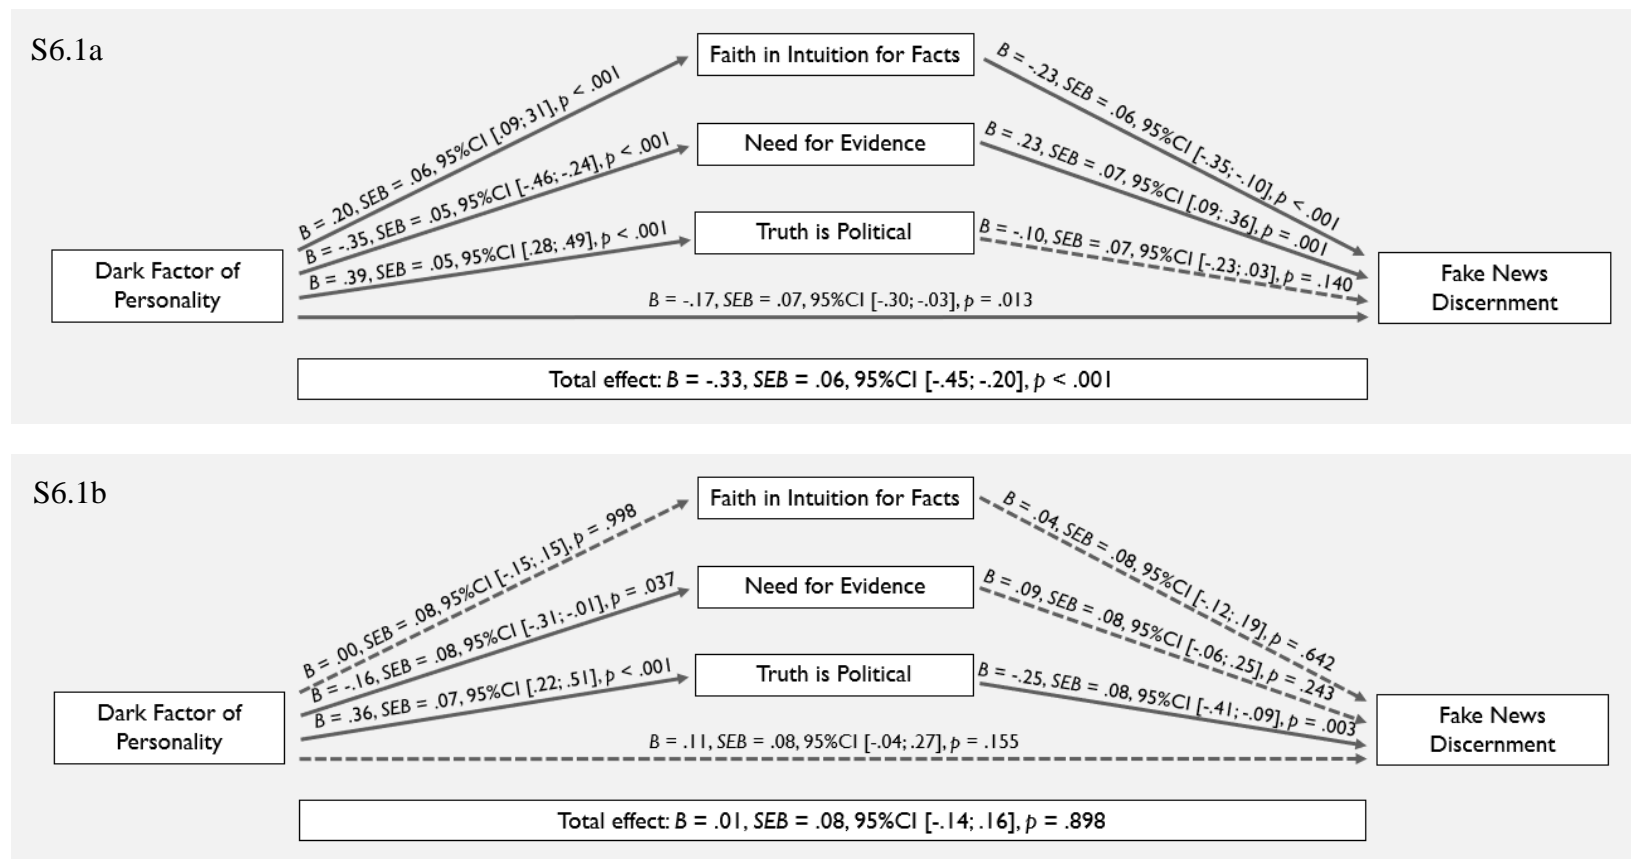 S6.1a
Faith in Intuition for Facts
B = .20, SEB = .06, 95%CI [.09; 31], p < .001
B = -.23, SEB = .06, 95%CI [-.35; -.10], p < .001
Need for Evidence
B = -.35, SEB = .05, 95%CI [-.46; -.24], p < .001
B = .23, SEB = .07, 95%CI [.09; .36], p = .001
Truth is Political
B = .39, SEB = .05, 95%CI [.28; .49], p < .001
B = -.10, SEB = .07, 95%CI [-.23; .03], p = .140
Dark Factor of
Personality
Fake News
Discernment
B = -.17, SEB = .07, 95%CI [-.30; -.03], p = .013
Total effect: B = -.33, SEB = .06, 95%CI [-.45; -.20], p < .001
S6.1b
Faith in Intuition for Facts
B = .00, SEB = .08, 95%CI [-.15; .15], p = .998
B = .04, SEB = .08, 95%CI [-.12; .19], p = .642
Need for Evidence
B = -.16, SEB = .08, 95%CI [-.31; -.01], p = .037
B = .09, SEB = .08, 95%CI [-.06; .25], p = .243
Truth is Political
B = .36, SEB = .07, 95%CI [.22; .51], p < .001
B = -.25, SEB = .08, 95%CI [-.41; -.09], p = .003
Dark Factor of
Personality
Fake News
Discernment
B = .11, SEB = .08, 95%CI [-.04; .27], p = .155
Total effect: B = .01, SEB = .08, 95%CI [-.14; .16], p = .898